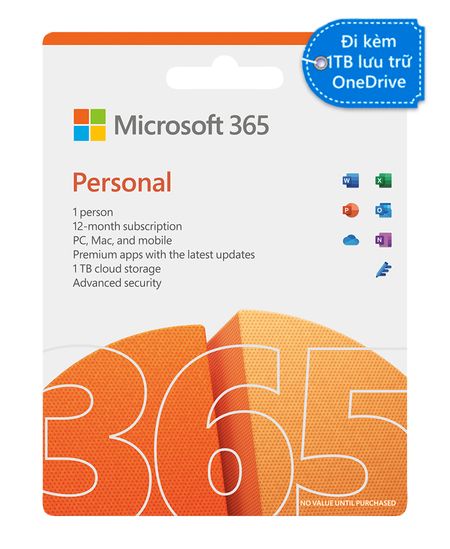 Đi kèm
1TB lưu trữ
OneDrive
Microsoft 365
Personal
1 person
12-month subscription
PC, Mac, and mobile
Premium apps with the latest updates
1 TB cloud storage
Advanced security
W
X
P
O
N
365
NO VALUE UNTIL PURCHASED